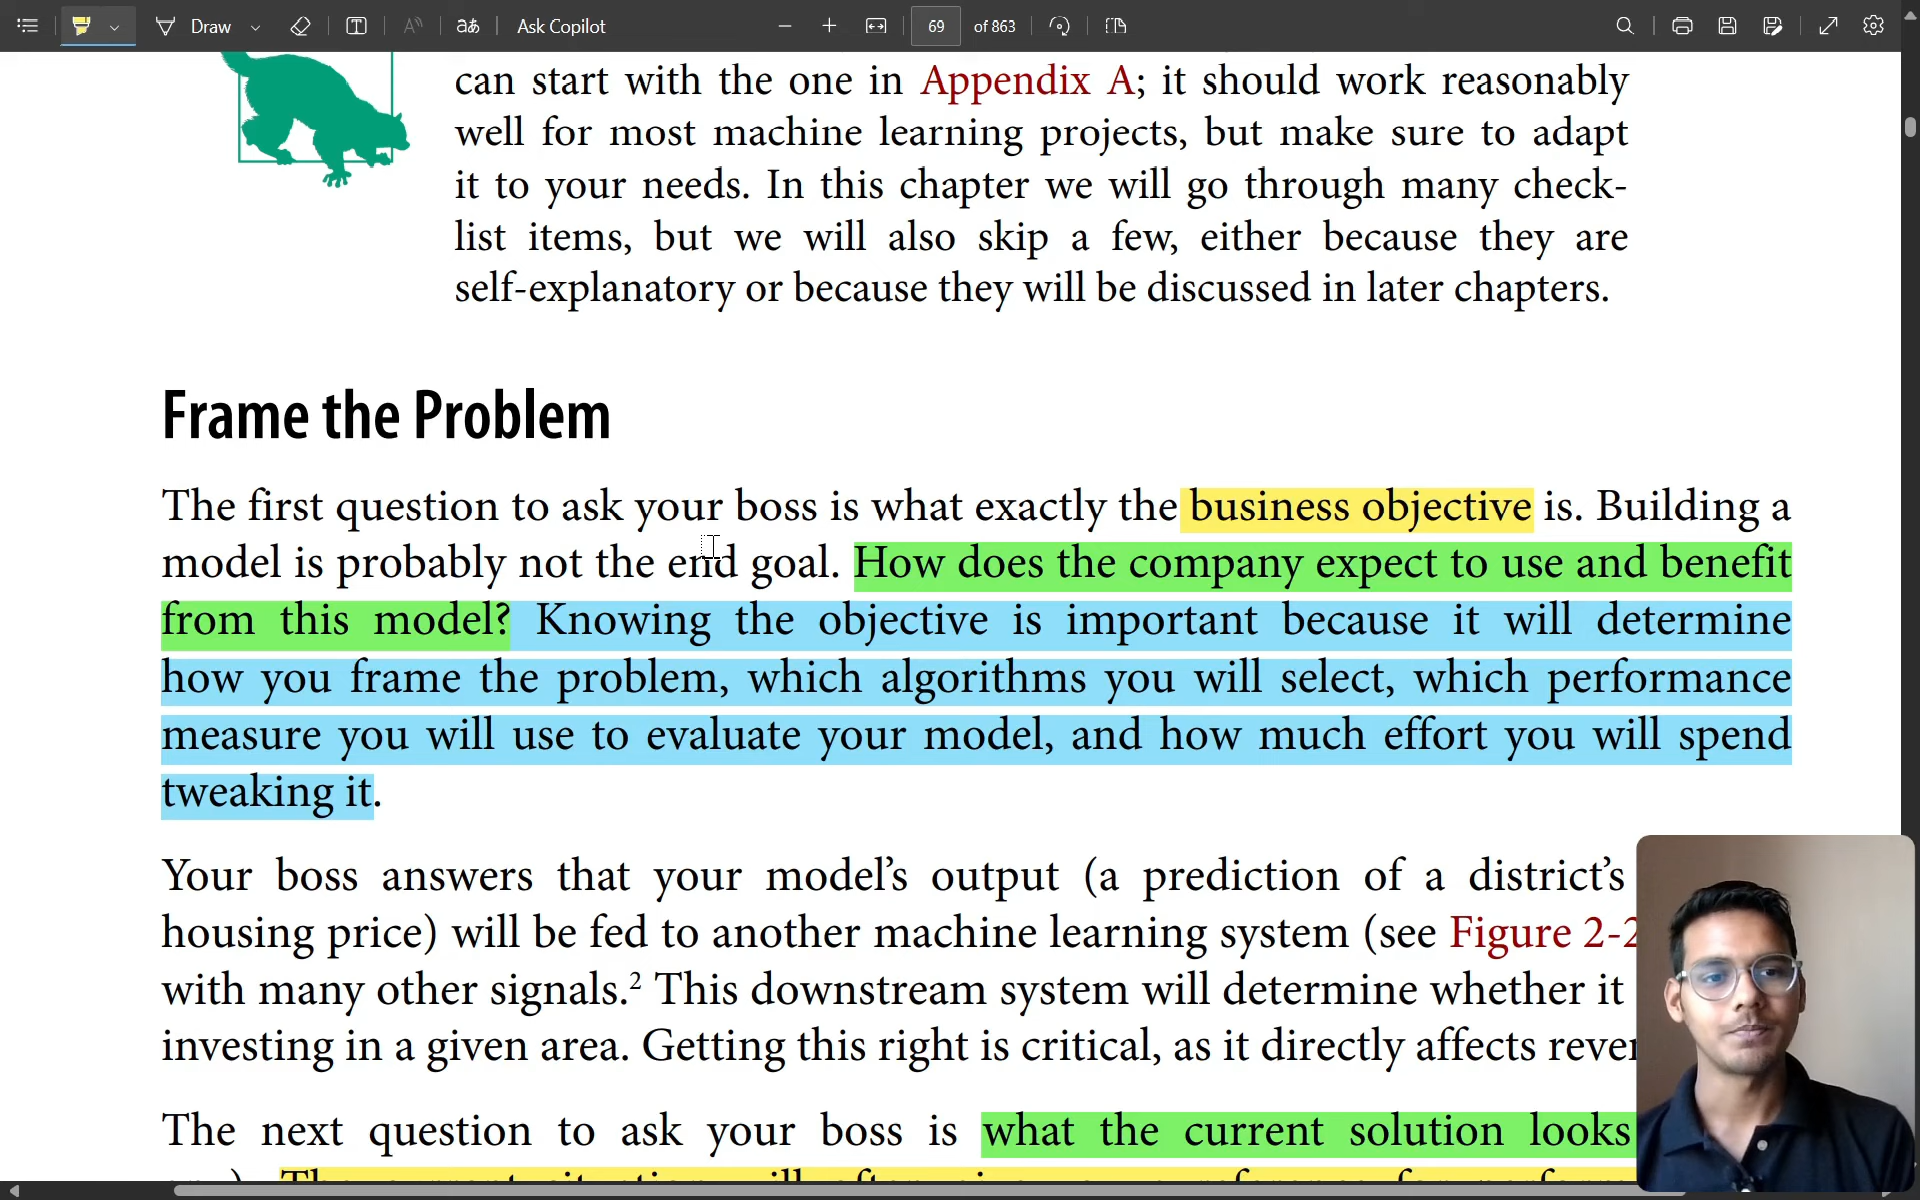 Draw
aあ
Ask Copilot
69
of 863
can start with the one in Appendix A; it should work reasonably
well for most machine learning projects, but make sure to adapt
it to your needs. In this chapter we will go through many check-
list items, but we will also skip a few, either because they are
self-explanatory or because they will be discussed in later chapters.
Frame the Problem
The first question to ask your boss is what exactly the business objective is. Building a
model is probably not the end goal. How does the company expect to use and benefit
from this model? Knowing the objective is important because it will determine
how you frame the problem, which algorithms you will select, which performance
measure you will use to evaluate your model, and how much effort you will spend
tweaking it.
Your boss answers that your model's output (a prediction of a district's
housing price) will be fed to another machine learning system (see Figure 2-2
with many other signals.² This downstream system will determine whether it
investing in a given area. Getting this right is critical, as it directly affects
The next question to ask your boss is what the current solution looks